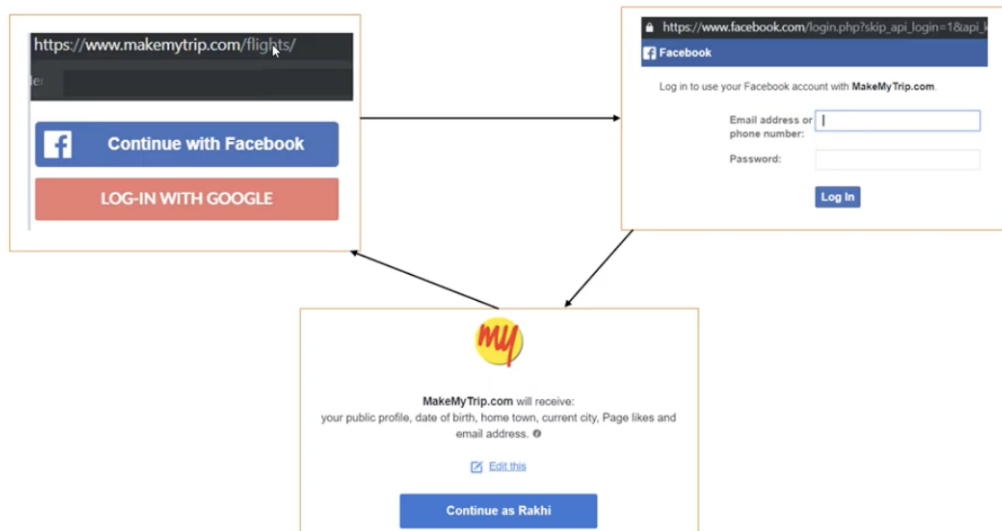 https://www.makemytrip.com/flights/
le:
Continue with Facebook
LOG-IN WITH GOOGLE
https://www.facebook.com/login.php?skip_api_login=1&api_k
Facebook
Log in to use your Facebook account with MakeMyTrip.com.
Email address or
phone number:
Password:
Log In
my
MakeMyTrip.com will receive:
your public profile, date of birth, home town, current city, Page likes and
email address.
Edit this
Continue as Rakhi